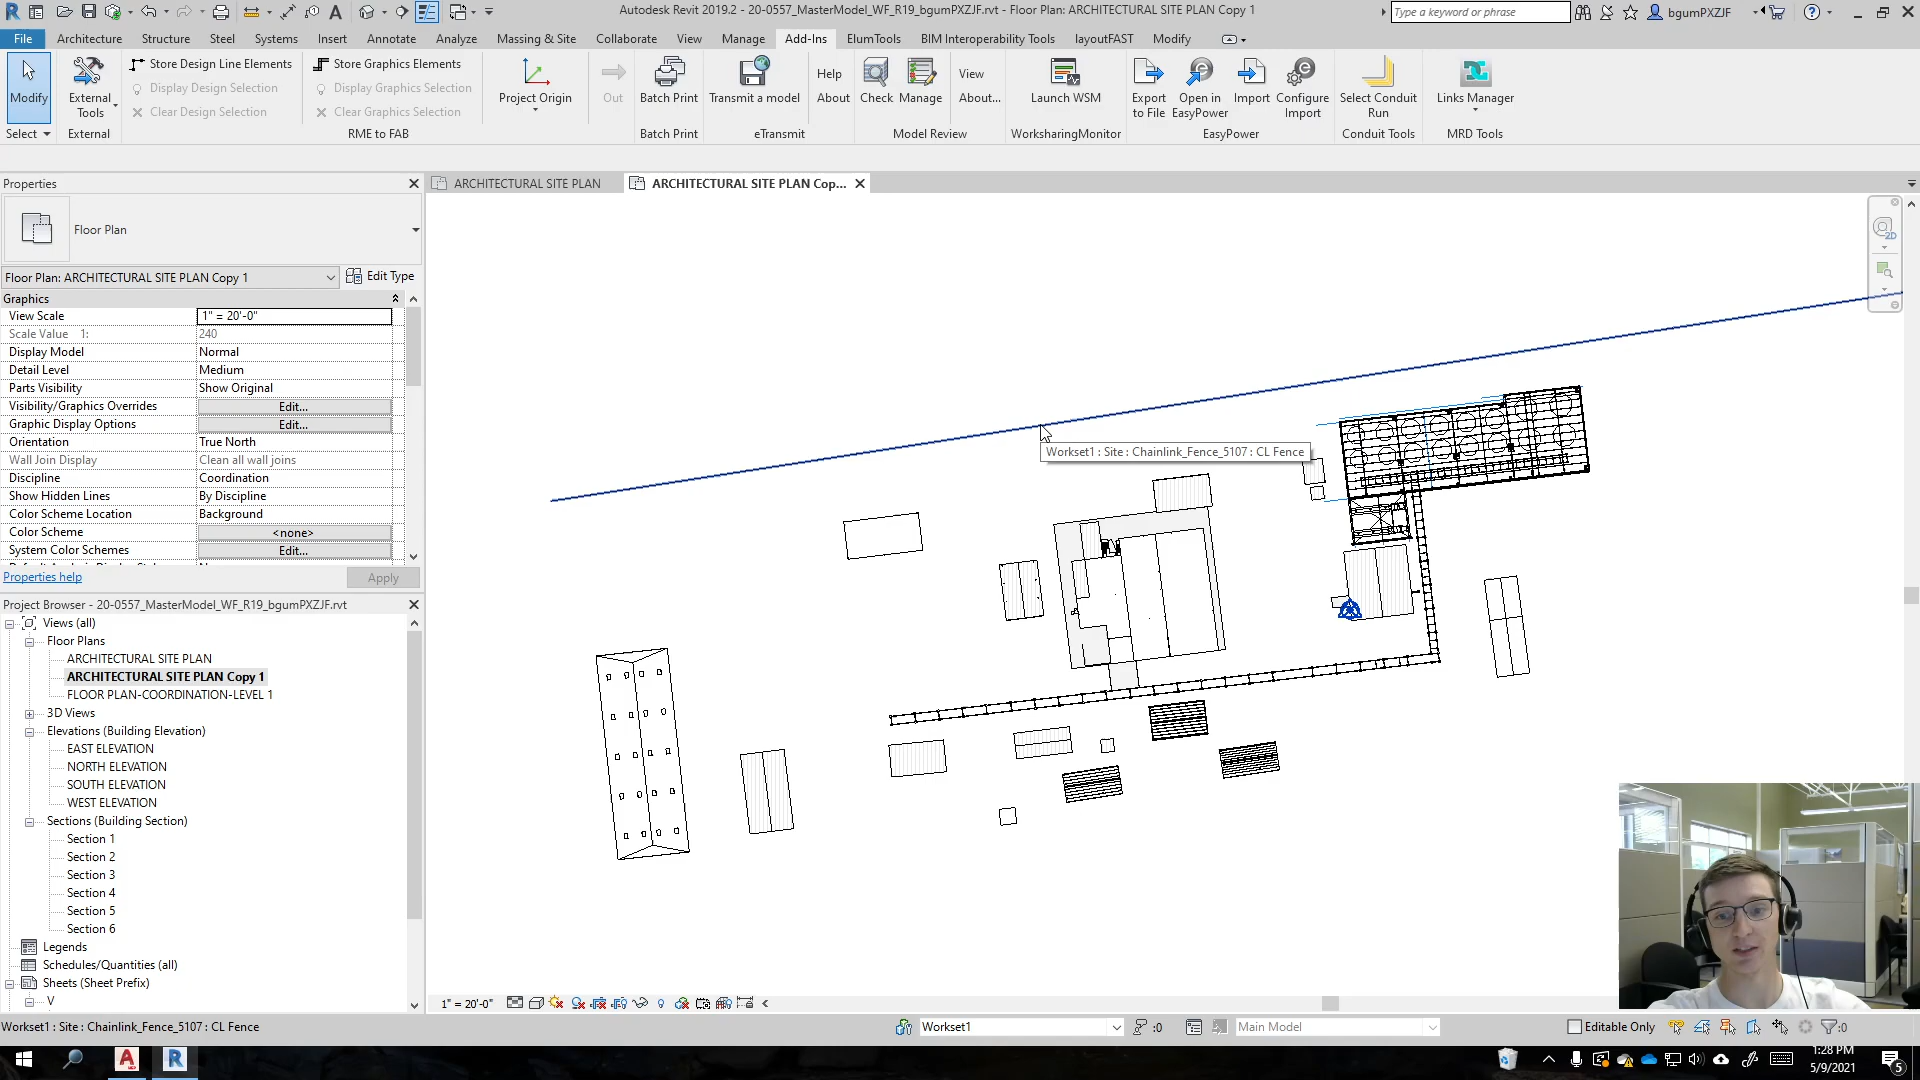 Autodesk Revit 2019.2 - 20-0557_MasterModel_WF_R19_bgumPXZJF.rvt - Floor Plan: ARCHITECTURAL SITE PLAN Copy 1
Type a keyword or phrase
bgumPXZJF
File Architecture Structure Steel Systems Insert Annotate Analyze Massing & Site Collaborate View Manage Add-Ins ElumTools BIM Interoperability Tools layoutFAST Modify
Modify
External
Tools
Store Design Line Elements
Display Design Selection
Clear Design Selection
Store Graphics Elements
Display Graphics Selection
Clear Graphics Selection
Project Origin
Out
Batch Print
Transmit a model
Help
About
Check
Manage
View
About...
Launch WSM
Export
to File
Open in
EasyPower
Import
Configure
Import
Select Conduit
Run
Links Manager
Select External RME to FAB Batch Print eTransmit Model Review WorksharingMonitor EasyPower Conduit Tools MRD Tools
Properties
ARCHITECTURAL SITE PLAN
ARCHITECTURAL SITE PLAN Cop...
Floor Plan
Floor Plan: ARCHITECTURAL SITE PLAN Copy 1
Edit Type
Graphics
View Scale 1" = 20'-0"
Scale Value 1: 240
Display Model Normal
Detail Level Medium
Parts Visibility Show Original
Visibility/Graphics Overrides Edit...
Graphic Display Options Edit...
Orientation True North
Wall Join Display Clean all wall joins
Discipline Coordination
Show Hidden Lines By Discipline
Color Scheme Location Background
Color Scheme <none>
System Color Schemes Edit...
Properties help
Apply
Project Browser - 20-0557_MasterModel_WF_R19_bgumPXZJF.rvt
Views (all)
Floor Plans
ARCHITECTURAL SITE PLAN
ARCHITECTURAL SITE PLAN Copy 1
FLOOR PLAN-COORDINATION-LEVEL 1
3D Views
Elevations (Building Elevation)
EAST ELEVATION
NORTH ELEVATION
SOUTH ELEVATION
WEST ELEVATION
Sections (Building Section)
Section 1
Section 2
Section 3
Section 4
Section 5
Section 6
Legends
Schedules/Quantities (all)
Sheets (Sheet Prefix)
V
Workset1 : Site : Chainlink_Fence_5107 : CL Fence
2D
1" = 20'-0"
Workset1 : Site : Chainlink_Fence_5107 : CL Fence
Workset1
:0
Main Model
Editable Only
:0
1:28 PM
5/9/2021
5